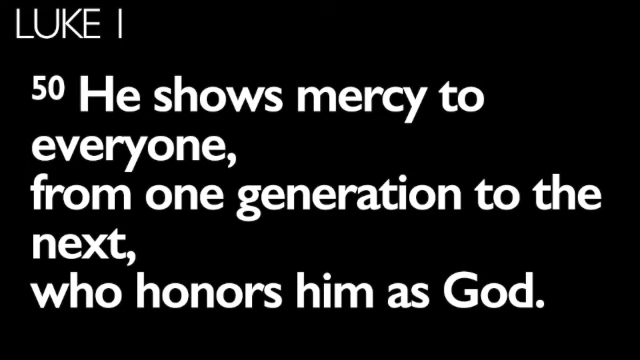 LUKE 1
50 He shows mercy to
everyone,
from one generation to the
next,
who honors him as God.